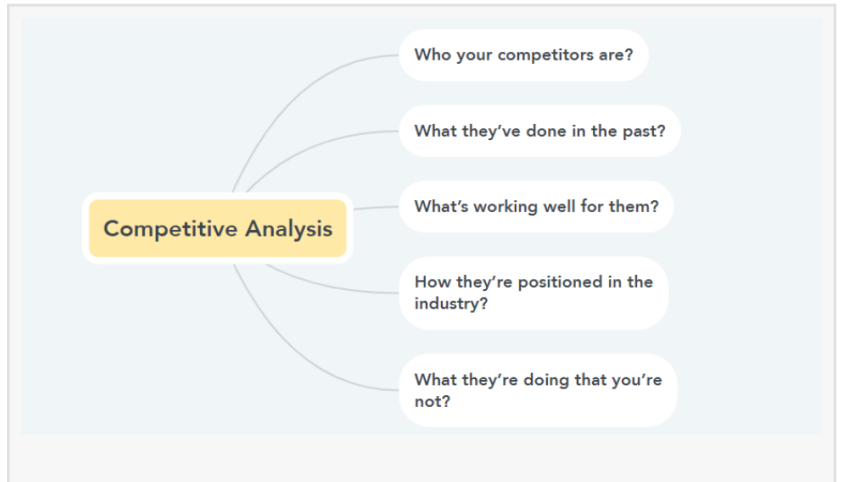 Who your competitors are?
What they’ve done in the past?
What’s working well for them?
Competitive Analysis
How they’re positioned in the
industry?
What they’re doing that you’re
not?